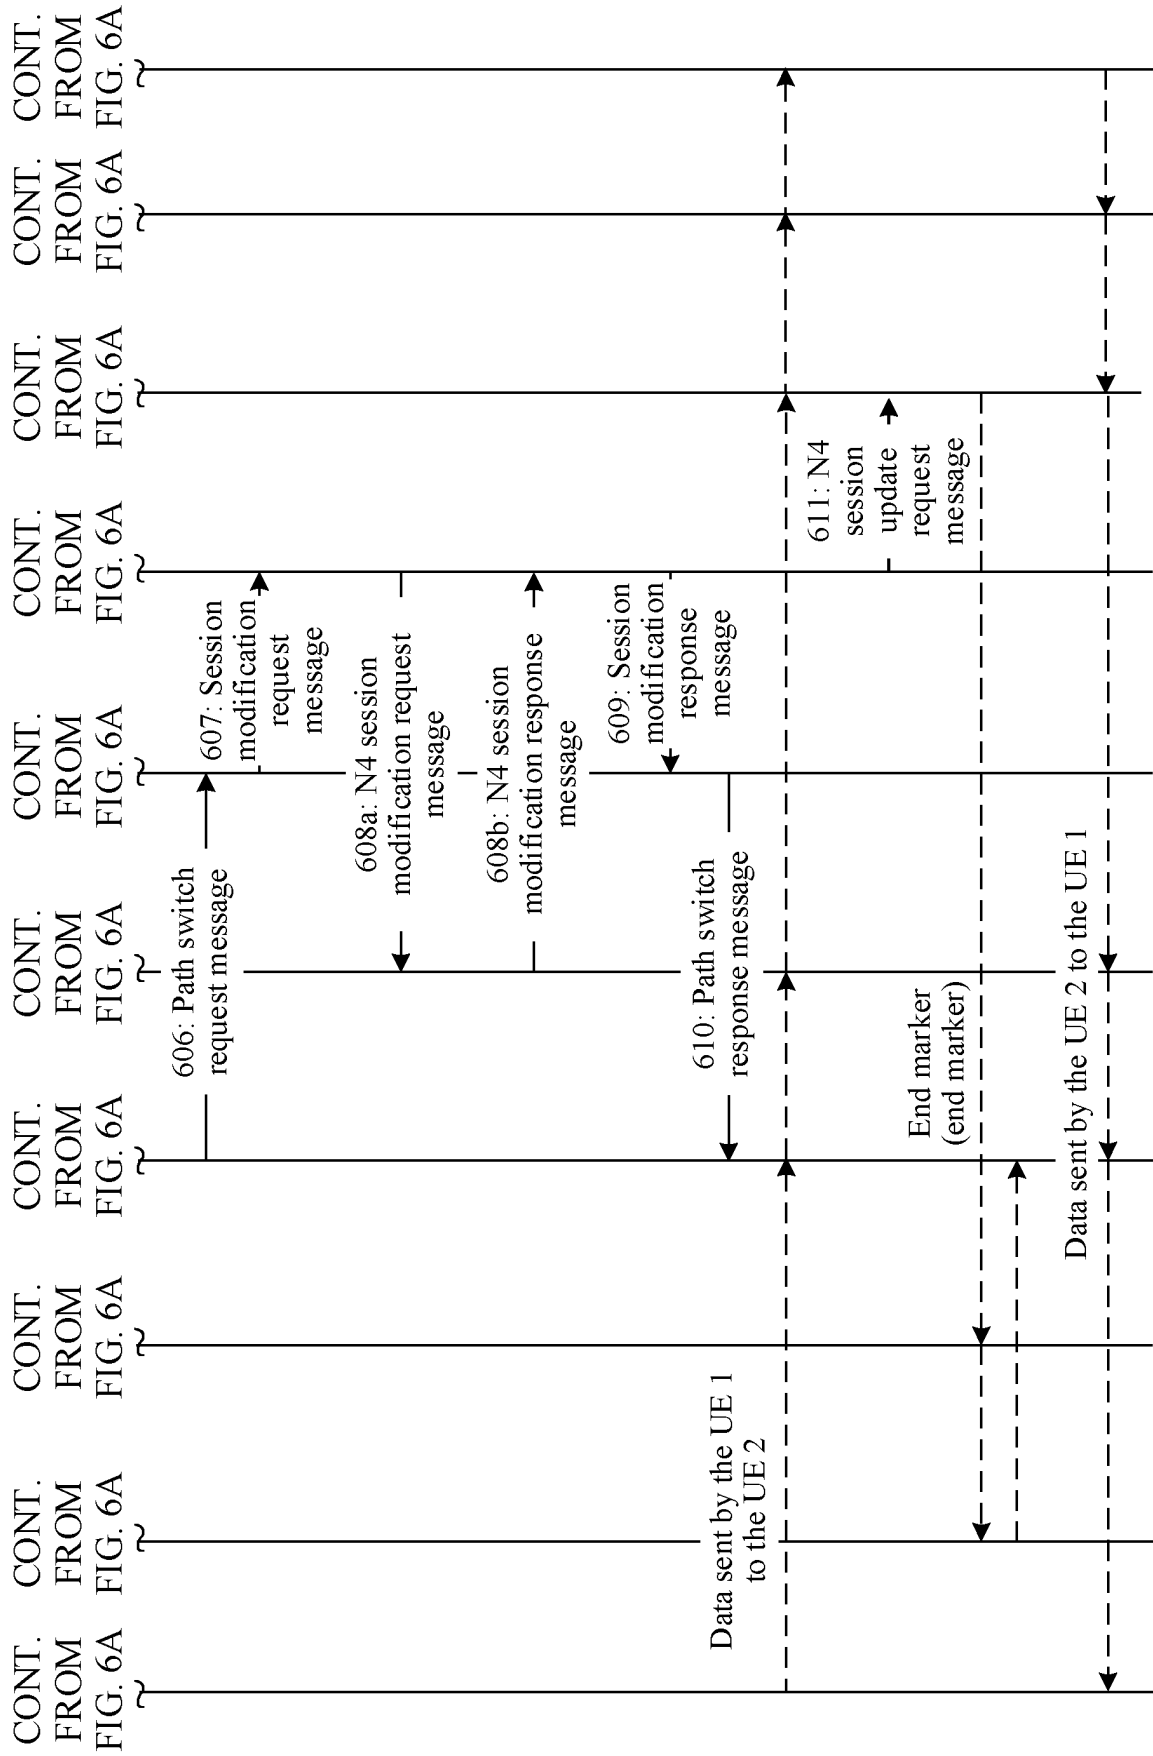 CONT.
FROM
FIG. 6A
CONT.
FROM
FIG. 6A
CONT.
FROM
FIG. 6A
CONT.
FROM
FIG. 6A
CONT.
FROM
FIG. 6A
CONT.
FROM
FIG. 6A
CONT.
FROM
FIG. 6A
CONT.
FROM
FIG. 6A
CONT.
FROM
FIG. 6A
CONT.
FROM
FIG. 6A
606: Path switch
request message
607: Session
modification
request
message
608a: N4 session
modification request
message
608b: N4 session
modification response
message
609: Session
modification
response
message
610: Path switch
response message
Data sent by the UE 1
to the UE 2
611: N4
session
update
request
message
End marker
(end marker)
Data sent by the UE 2 to the UE 1